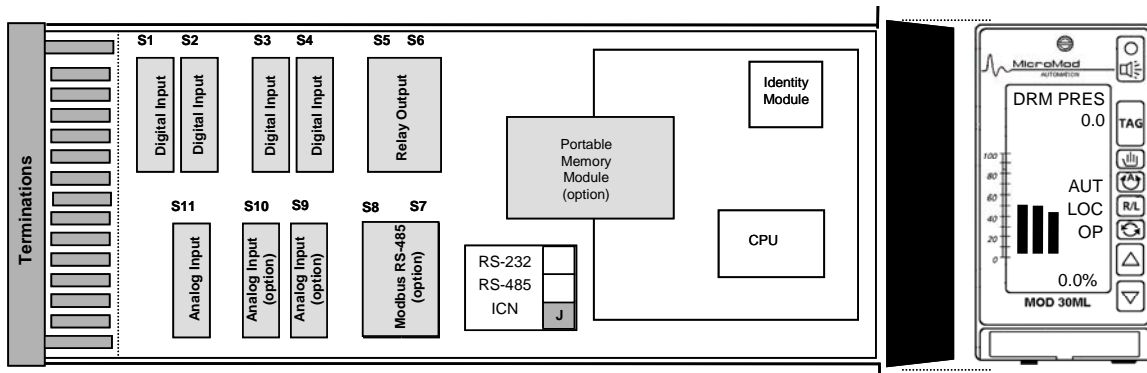 S1 S2 S3 S4 S5 S6
Terminations
Digital Input
Digital Input
Digital Input
Digital Input
Relay Output
S11 S10 S9 S8 S7
Analog Input
Analog Input
(option)
Analog Input
(option)
Modbus RS-485
(option)
Portable
Memory
Module
(option)
Identity
Module
CPU
RS-232
RS-485
ICN
J
MicroMod
AUTOMATION
DRM PRES
0.0
100
80
60
40
20
0
AUT
LOC
OP
0.0%
TAG
A
R/L
MOD 30ML